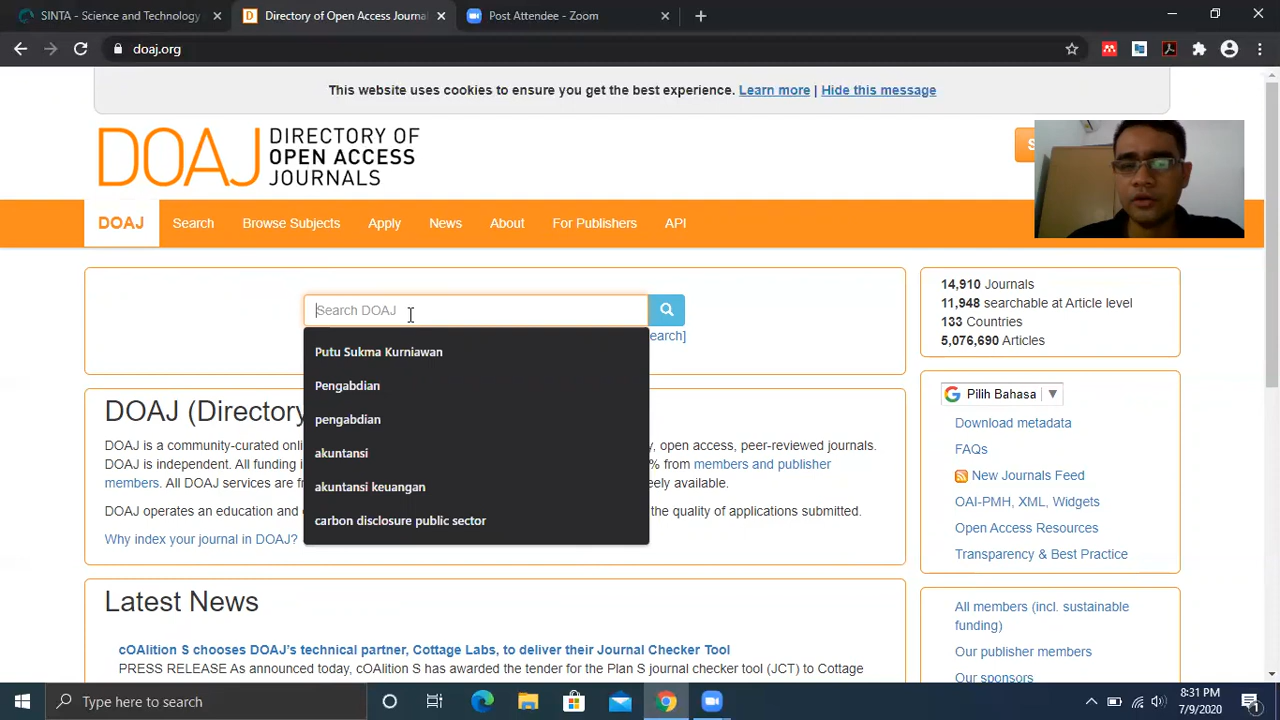 SINTA - Science and Technology
Directory of Open Access Journal
Post Attendee - Zoom
doaj.org
This website uses cookies to ensure you get the best experience. Learn more | Hide this message
DOAJ
DIRECTORY OF
OPEN ACCESS
JOURNALS
DOAJ
Search
Browse Subjects
Apply
News
About
For Publishers
API
Search DOAJ
earch]
Putu Sukma Kurniawan
Pengabdian
pengabdian
akuntansi
akuntansi keuangan
carbon disclosure public sector
14,910 Journals
11,948 searchable at Article level
133 Countries
5,076,690 Articles
DOAJ (Directory
DOAJ is a community-curated onli y, open access, peer-reviewed journals.
DOAJ is independent. All funding i % from members and publisher
members. All DOAJ services are fr eely available.
DOAJ operates an education and the quality of applications submitted.
Why index your journal in DOAJ?
Pilih Bahasa
Download metadata
FAQs
New Journals Feed
OAI-PMH, XML, Widgets
Open Access Resources
Transparency & Best Practice
Latest News
cOAlition S chooses DOAJ's technical partner, Cottage Labs, to deliver their Journal Checker Tool
PRESS RELEASE As announced today, cOAlition S has awarded the tender for the Plan S journal checker tool (JCT) to Cottage
All members (incl. sustainable
funding)
Our publisher members
Our sponsors
Type here to search
8:31 PM
7/9/2020